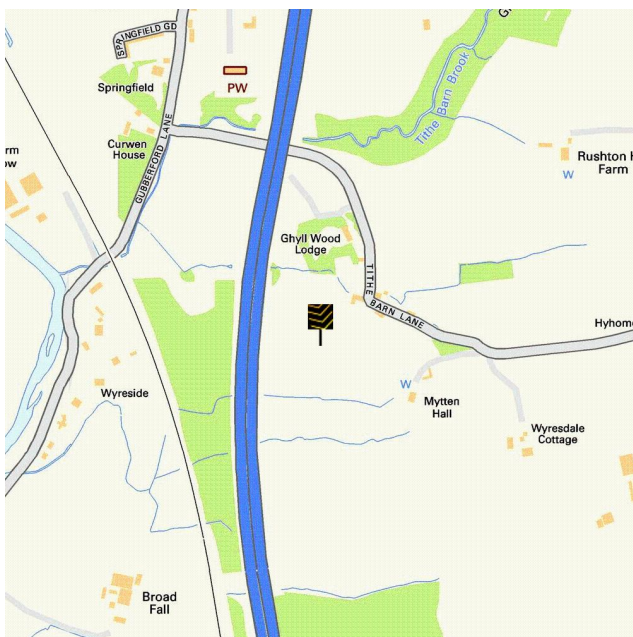 SPRINGFIELD GD
Springfield
PW
Tithe Barn Brook
Curwen
House
GUBBERFORD LANE
Rushton H
Farm
W
Ghyll Wood
Lodge
TITHE
BARN LANE
Hyhome
Wyreside
W
Mytten
Hall
Wyresdale
Cottage
Broad
Fall